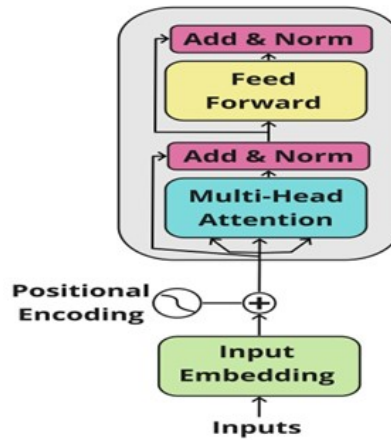 Add & Norm
Feed
Forward
Add & Norm
Multi-Head
Attention
Positional
Encoding
Input
Embedding
Inputs